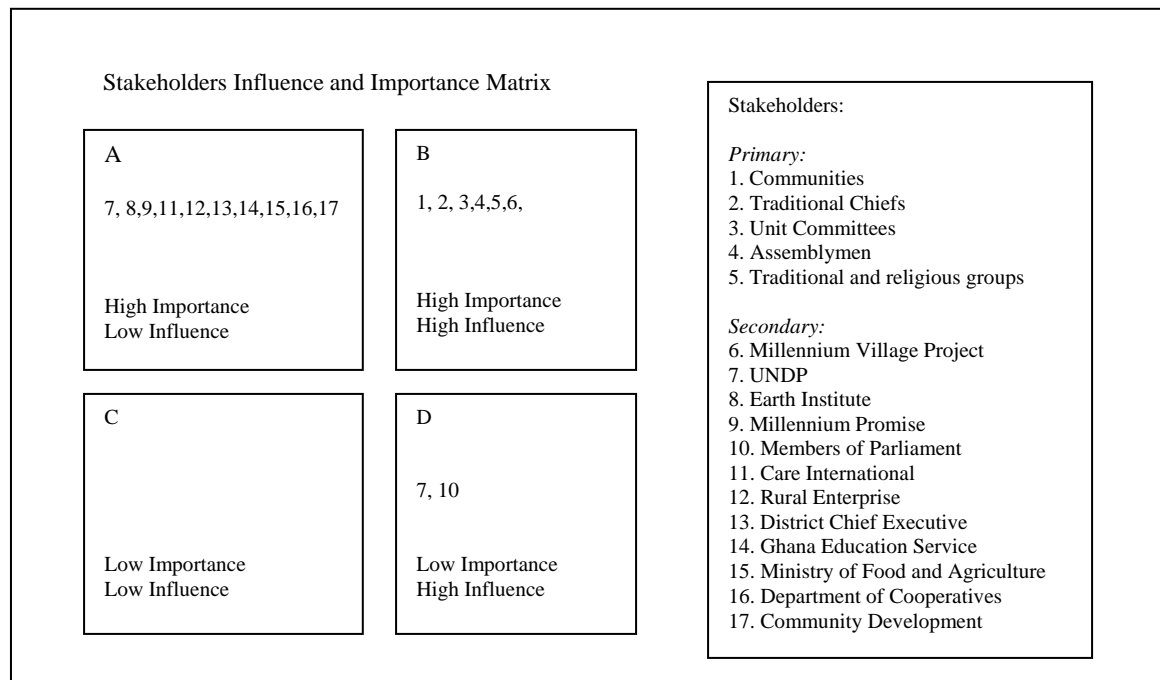 Stakeholders Influence and Importance Matrix
A
7, 8,9,11,12,13,14,15,16,17
High Importance
Low Influence
B
1, 2, 3,4,5,6,
High Importance
High Influence
C
Low Importance
Low Influence
D
7, 10
Low Importance
High Influence
Stakeholders:
Primary:
1. Communities
2. Traditional Chiefs
3. Unit Committees
4. Assemblymen
5. Traditional and religious groups
Secondary:
6. Millennium Village Project
7. UNDP
8. Earth Institute
9. Millennium Promise
10. Members of Parliament
11. Care International
12. Rural Enterprise
13. District Chief Executive
14. Ghana Education Service
15. Ministry of Food and Agriculture
16. Department of Cooperatives
17. Community Development